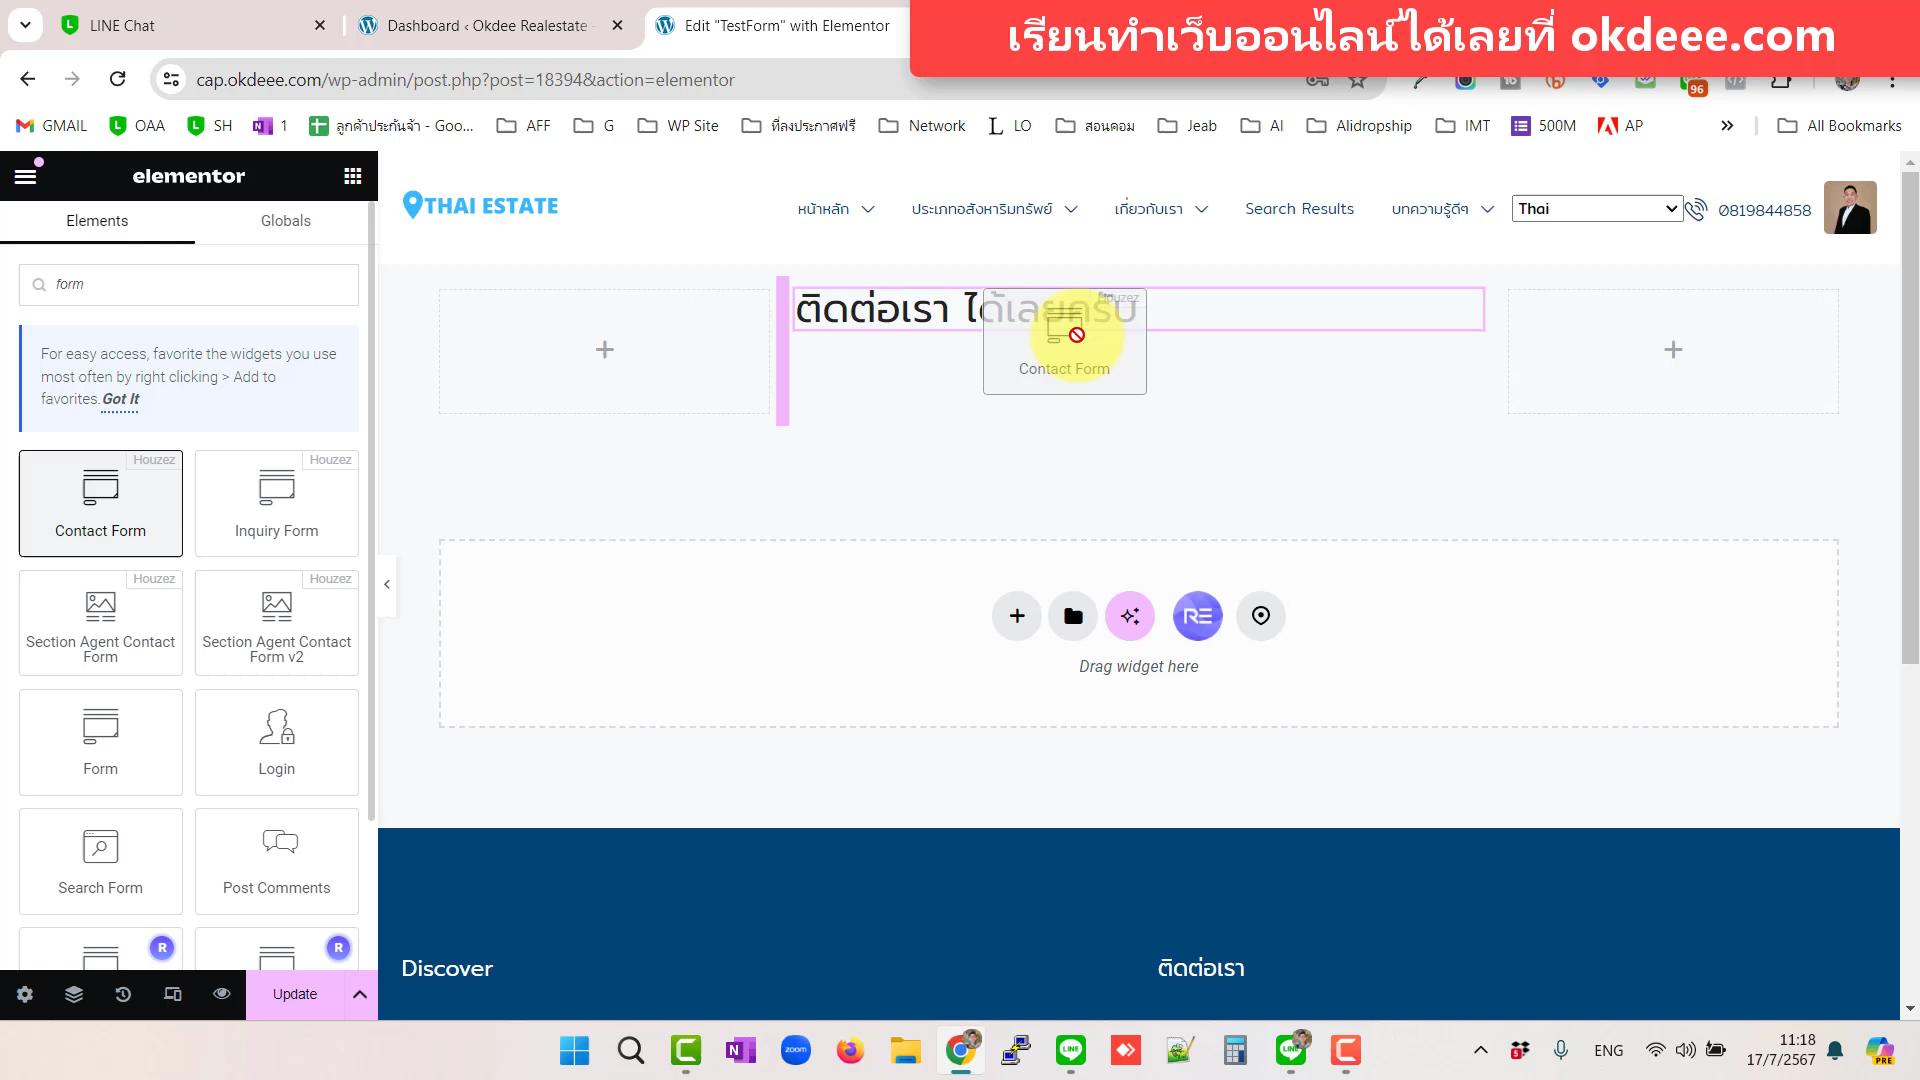 LINE Chat
Dashboard ‹ Okdee Realestate -
Edit "TestForm" with Elementor
เรียนทำเว็บออนไลน์ได้เลยที่ okdeee.com
cap.okdeee.com/wp-admin/post.php?post=18394&action=elementor
96
GMAIL
OAA
SH
1
ลูกค้าประกันจ้า - Goo...
AFF
G
WP Site
ที่ลงประกาศฟรี
Network
LO
สอนคอม
Jeab
AI
Alidropship
IMT
500M
AP
All Bookmarks
elementor
Elements
Globals
form
For easy access, favorite the widgets you use
most often by right clicking > Add to
favorites. Got It
Houzez
Contact Form
Houzez
Inquiry Form
Houzez
Section Agent Contact
Form
Houzez
Section Agent Contact
Form v2
Form
Login
Search Form
Post Comments
R
R
Update
THAI ESTATE
หน้าหลัก
ประเภทอสังหาริมทรัพย์
เกี่ยวกับเรา
Search Results
บทความรู้ดีๆ
Thai
0819844858
ติดต่อเรา ได้เลยครับ
Houzez
Contact Form
RE
Drag widget here
Discover
ติดต่อเรา
zoom
5
ENG
11:18
17/7/2567
PRE